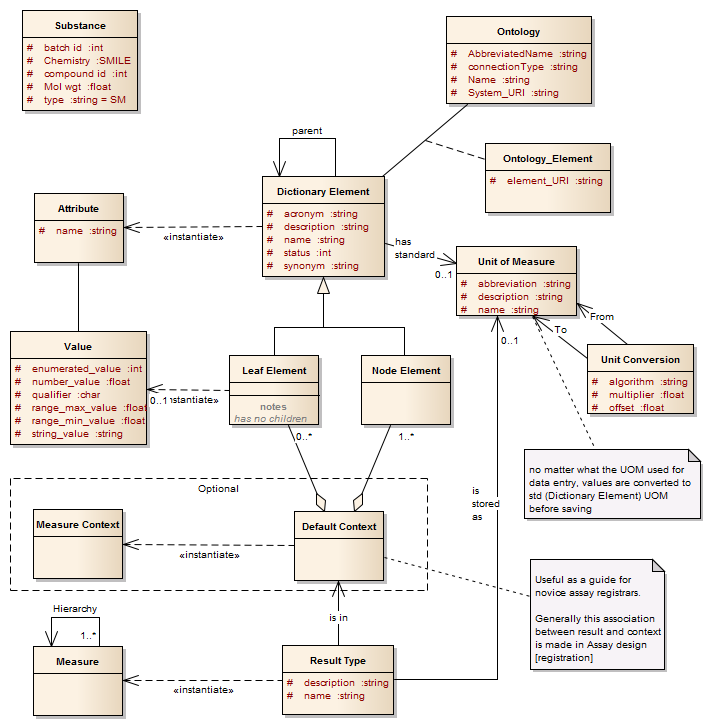 Substance
# batch id :int
# Chemistry :SMILE
# compound id :int
# Mol wgt :float
# type :string = SM
Ontology
# AbbreviatedName :string
# connectionType :string
# Name :string
# System_URI :string
parent
Ontology_Element
# element_URI :string
Dictionary Element
# acronym :string
# description :string
# name :string
# status :int
# synonym :string
Attribute
# name :string
«instantiate»
has
standard
0..1
Unit of Measure
# abbreviation :string
# description :string
# name :string
From
To
0..1
Unit Conversion
# algorithm :string
# multiplier :float
# offset :float
Value
# enumerated_value :int
# number_value :float
# qualifier :char
# range_max_value :float
# range_min_value :float
# string_value :string
0..1
nstantiate»
Leaf Element
notes
has no children
Node Element
0..*
1..*
no matter what the UOM used for
data entry, values are converted to
std (Dictionary Element) UOM
before saving
Optional
is
stored
as
Measure Context
«instantiate»
Default Context
Useful as a guide for
novice assay registrars.
Generally this association
between result and context
is made in Assay design
[registration]
Hierarchy
1..*
is in
Measure
«instantiate»
Result Type
# description :string
# name :string